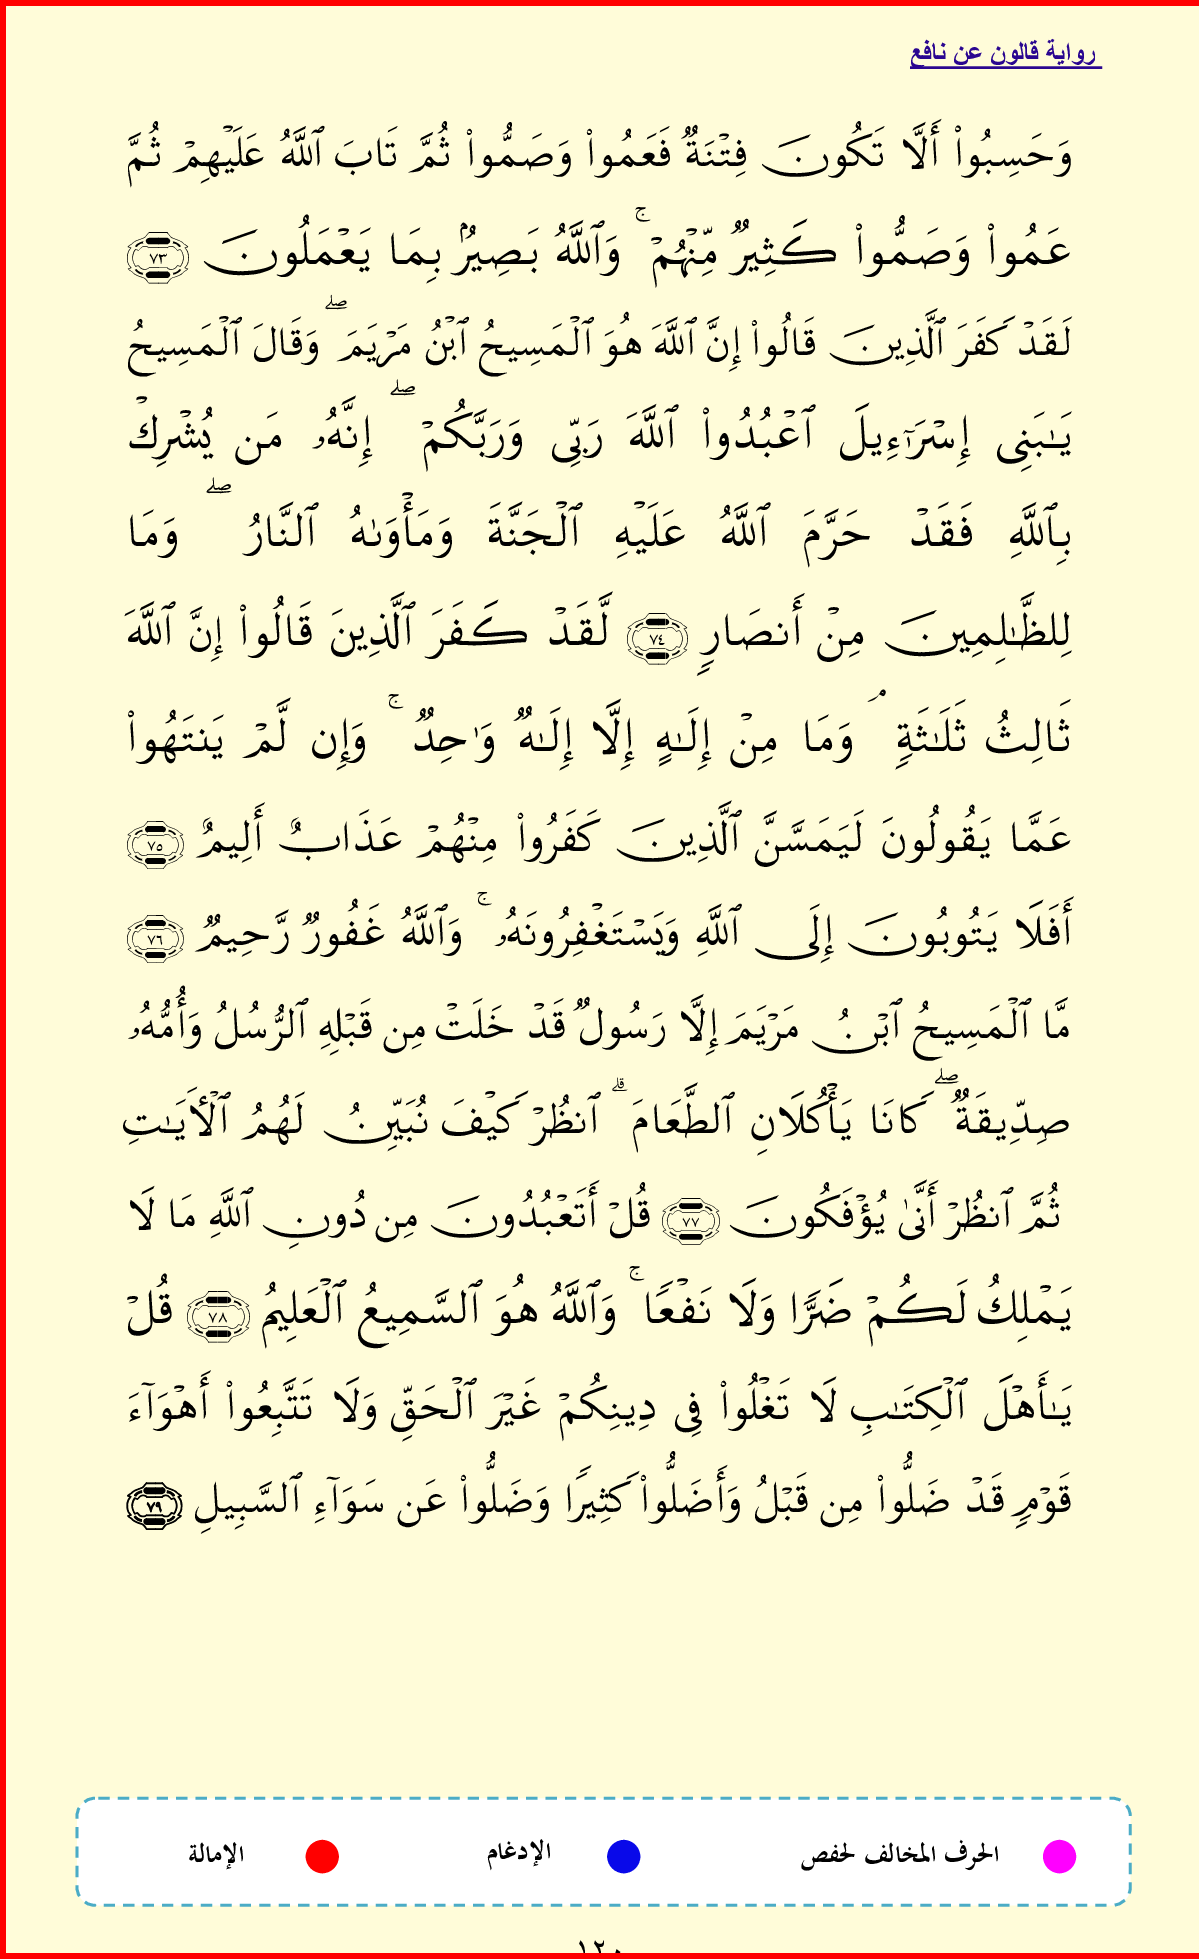 رواية قالون عن نافع
وَحَسِبُوا۟ أَلَّا تَكُونَ فِتْنَةٌ فَعَمُوا۟ وَصَمُّوا۟ ثُمَّ تَابَ ٱللَّهُ عَلَيْهِمْ ثُمَّ
عَمُوا۟ وَصَمُّوا۟ كَثِيرٌ مِّنْهُمْ ۚ وَٱللَّهُ بَصِيرٌۢ بِمَا يَعْمَلُونَ ٧٣
لَقَدْ كَفَرَ ٱلَّذِينَ قَالُوا۟ إِنَّ ٱللَّهَ هُوَ ٱلْمَسِيحُ ٱبْنُ مَرْيَمَ ۖ وَقَالَ ٱلْمَسِيحُ
يَـٰبَنِى إِسْرَـٰٓءِيلَ ٱعْبُدُوا۟ ٱللَّهَ رَبِّى وَرَبَّكُمْ ۖ إِنَّهُۥ مَن يُشْرِكْ
بِٱللَّهِ فَقَدْ حَرَّمَ ٱللَّهُ عَلَيْهِ ٱلْجَنَّةَ وَمَأْوَىٰهُ ٱلنَّارُ ۖ وَمَا
لِلظَّـٰلِمِينَ مِنْ أَنصَارٍ ٧٤ لَّقَدْ كَفَرَ ٱلَّذِينَ قَالُوا۟ إِنَّ ٱللَّهَ
ثَالِثُ ثَلَـٰثَةٍ ۘ وَمَا مِنْ إِلَـٰهٍ إِلَّا إِلَـٰهٌ وَٰحِدٌ ۚ وَإِن لَّمْ يَنتَهُوا۟
عَمَّا يَقُولُونَ لَيَمَسَّنَّ ٱلَّذِينَ كَفَرُوا۟ مِنْهُمْ عَذَابٌ أَلِيمٌ ٧٥
أَفَلَا يَتُوبُونَ إِلَى ٱللَّهِ وَيَسْتَغْفِرُونَهُۥ ۚ وَٱللَّهُ غَفُورٌ رَّحِيمٌ ٧٦
مَّا ٱلْمَسِيحُ ٱبْنُ مَرْيَمَ إِلَّا رَسُولٌ قَدْ خَلَتْ مِن قَبْلِهِ ٱلرُّسُلُ وَأُمُّهُۥ
صِدِّيقَةٌ ۖ كَانَا يَأْكُلَانِ ٱلطَّعَامَ ۗ ٱنظُرْ كَيْفَ نُبَيِّنُ لَهُمُ ٱلْأَيَـٰتِ
ثُمَّ ٱنظُرْ أَنَّىٰ يُؤْفَكُونَ ٧٧ قُلْ أَتَعْبُدُونَ مِن دُونِ ٱللَّهِ مَا لَا
يَمْلِكُ لَكُمْ ضَرًّا وَلَا نَفْعًا ۚ وَٱللَّهُ هُوَ ٱلسَّمِيعُ ٱلْعَلِيمُ ٧٨ قُلْ
يَـٰأَهْلَ ٱلْكِتَـٰبِ لَا تَغْلُوا۟ فِى دِينِكُمْ غَيْرَ ٱلْحَقِّ وَلَا تَتَّبِعُوا۟ أَهْوَآءَ
قَوْمٍ قَدْ ضَلُّوا۟ مِن قَبْلُ وَأَضَلُّوا۟ كَثِيرًا وَضَلُّوا۟ عَن سَوَآءِ ٱلسَّبِيلِ ٧٩
الحرف المخالف لحفص الإدغام الإمالة
١٢٠